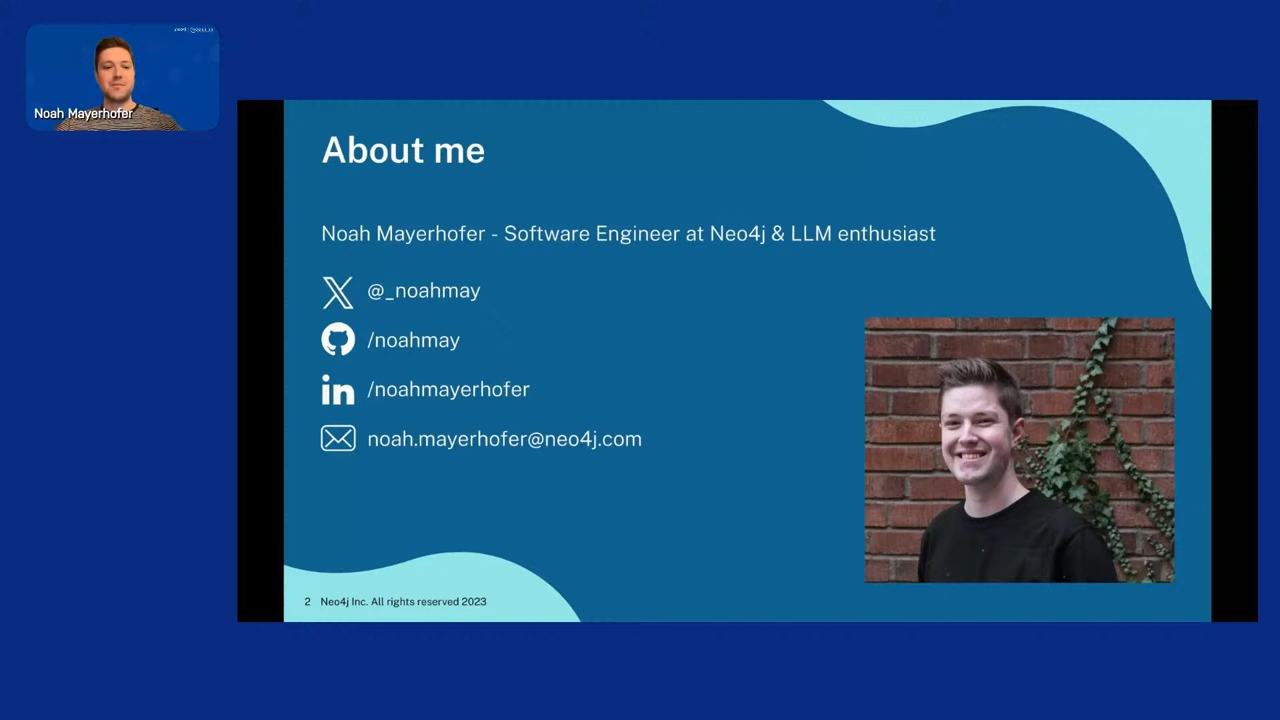 Noah Mayerhofer
About me
Noah Mayerhofer - Software Engineer at Neo4j & LLM enthusiast
@_noahmay
/noahmay
in /noahmayerhofer
noah.mayerhofer@neo4j.com
2 Neo4j Inc. All rights reserved 2023